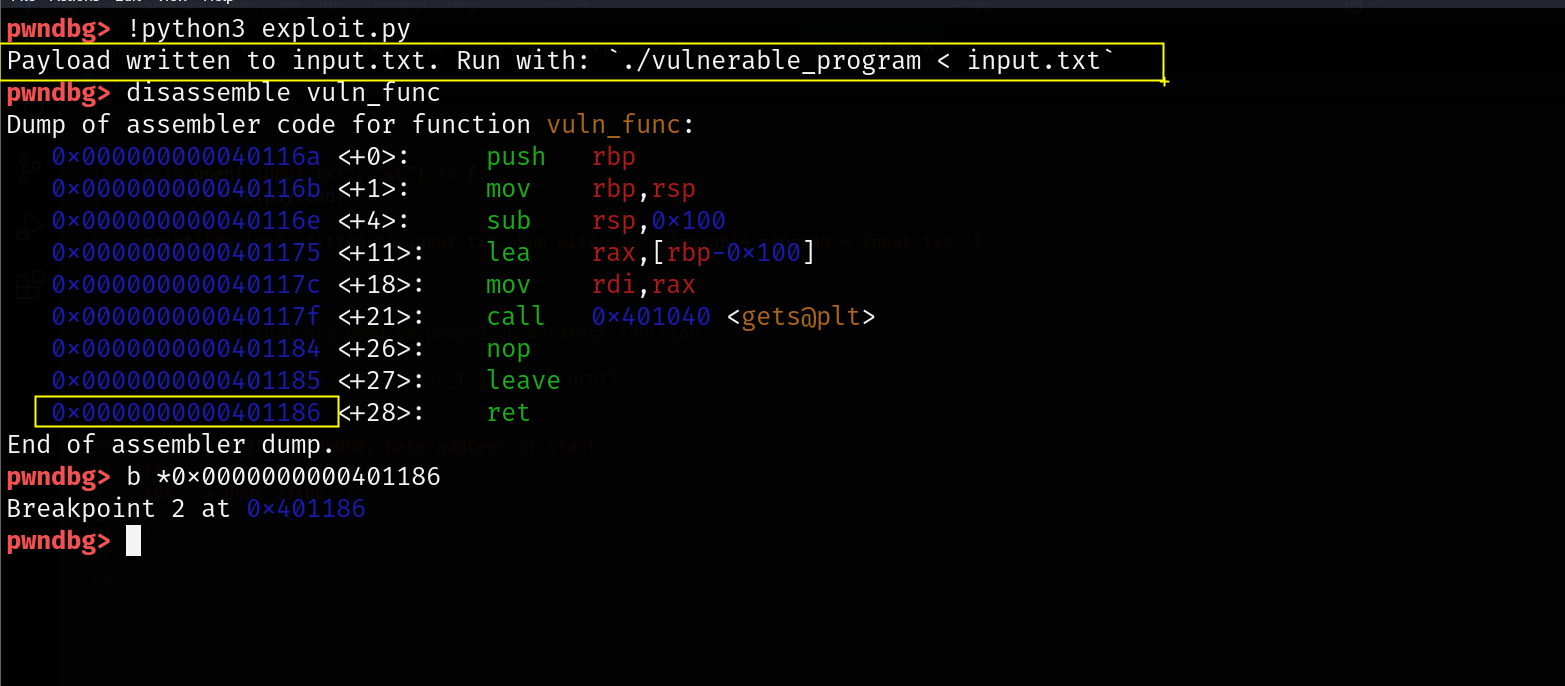 pwndbg> !python3 exploit.py
Payload written to input.txt. Run with: `./vulnerable_program < input.txt`
pwndbg> disassemble vuln_func
Dump of assembler code for function vuln_func:
0×000000000040116a <+0>: push rbp
0×000000000040116b <+1>: mov rbp,rsp
0×000000000040116e <+4>: sub rsp,0×100
0×0000000000401175 <+11>: lea rax,[rbp-0×100]
0×000000000040117c <+18>: mov rdi,rax
0×000000000040117f <+21>: call 0×401040 <gets@plt>
0×0000000000401184 <+26>: nop
0×0000000000401185 <+27>: leave
0×0000000000401186 <+28>: ret
End of assembler dump.
pwndbg> b *0×0000000000401186
Breakpoint 2 at 0×401186
pwndbg>